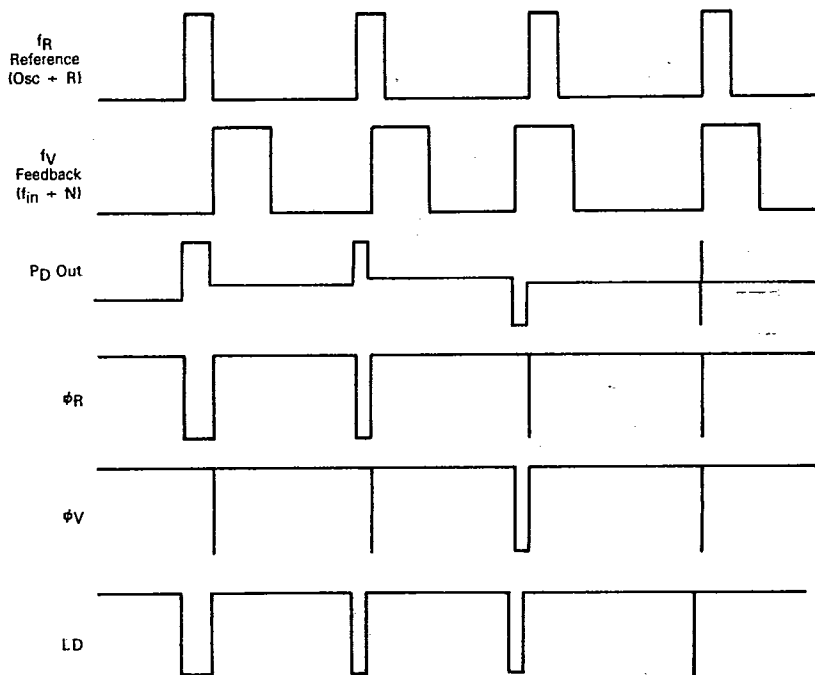 fR
Reference
(Osc ÷ R)
fV
Feedback
(fin ÷ N)
PD Out
ϕR
ϕV
LD